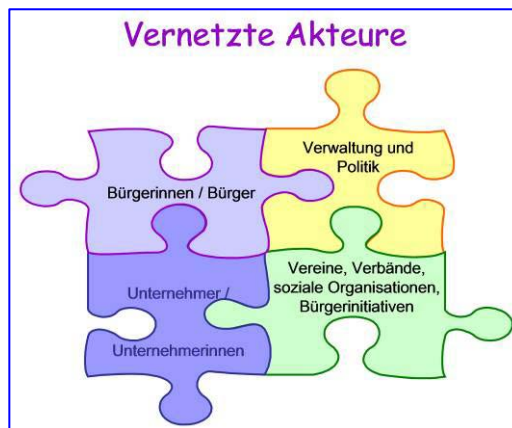 Vernetzte Akteure
Bürgerinnen / Bürger
Verwaltung und
Politik
Unternehmer /
Unternehmerinnen
Vereine, Verbände,
soziale Organisationen,
Bürgerinitiativen